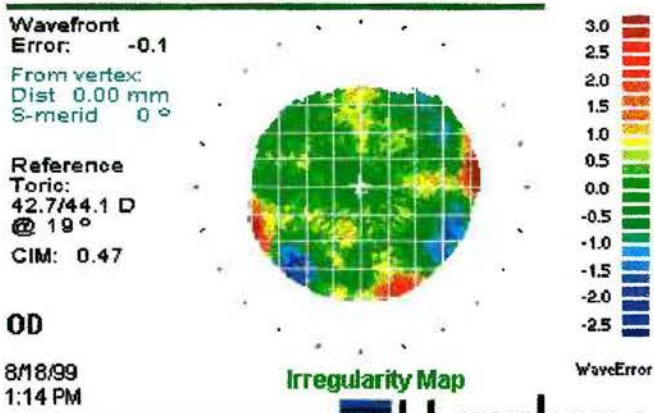 Wavefront
Error: -0.1
From vertex:
Dist 0.00 mm
S-merid 0 °
Reference
Toric:
42.7/44.1 D
@ 19°
CIM: 0.47
OD
8/18/99
1:14 PM
Irregularity Map
3.0
2.5
2.0
1.5
1.0
0.5
0.0
-0.5
-1.0
-1.5
-2.0
-2.5
WaveError